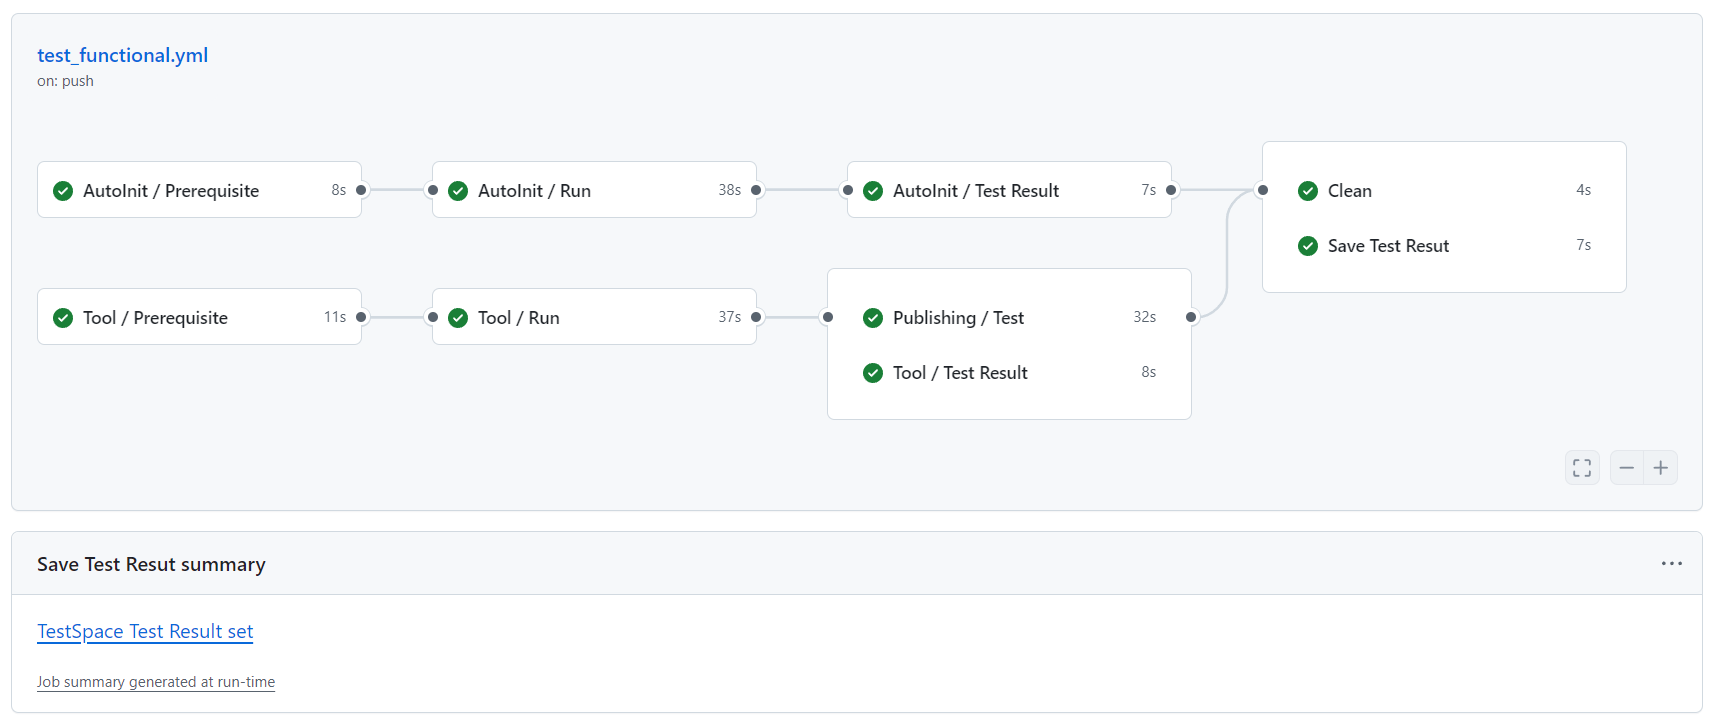 test_functional.yml
on: push
AutoInit / Prerequisite 8s
AutoInit / Run 38s
AutoInit / Test Result 7s
Clean 4s
Save Test Resut 7s
Tool / Prerequisite 11s
Tool / Run 37s
Publishing / Test 32s
Tool / Test Result 8s
Save Test Resut summary
TestSpace Test Result set
Job summary generated at run-time